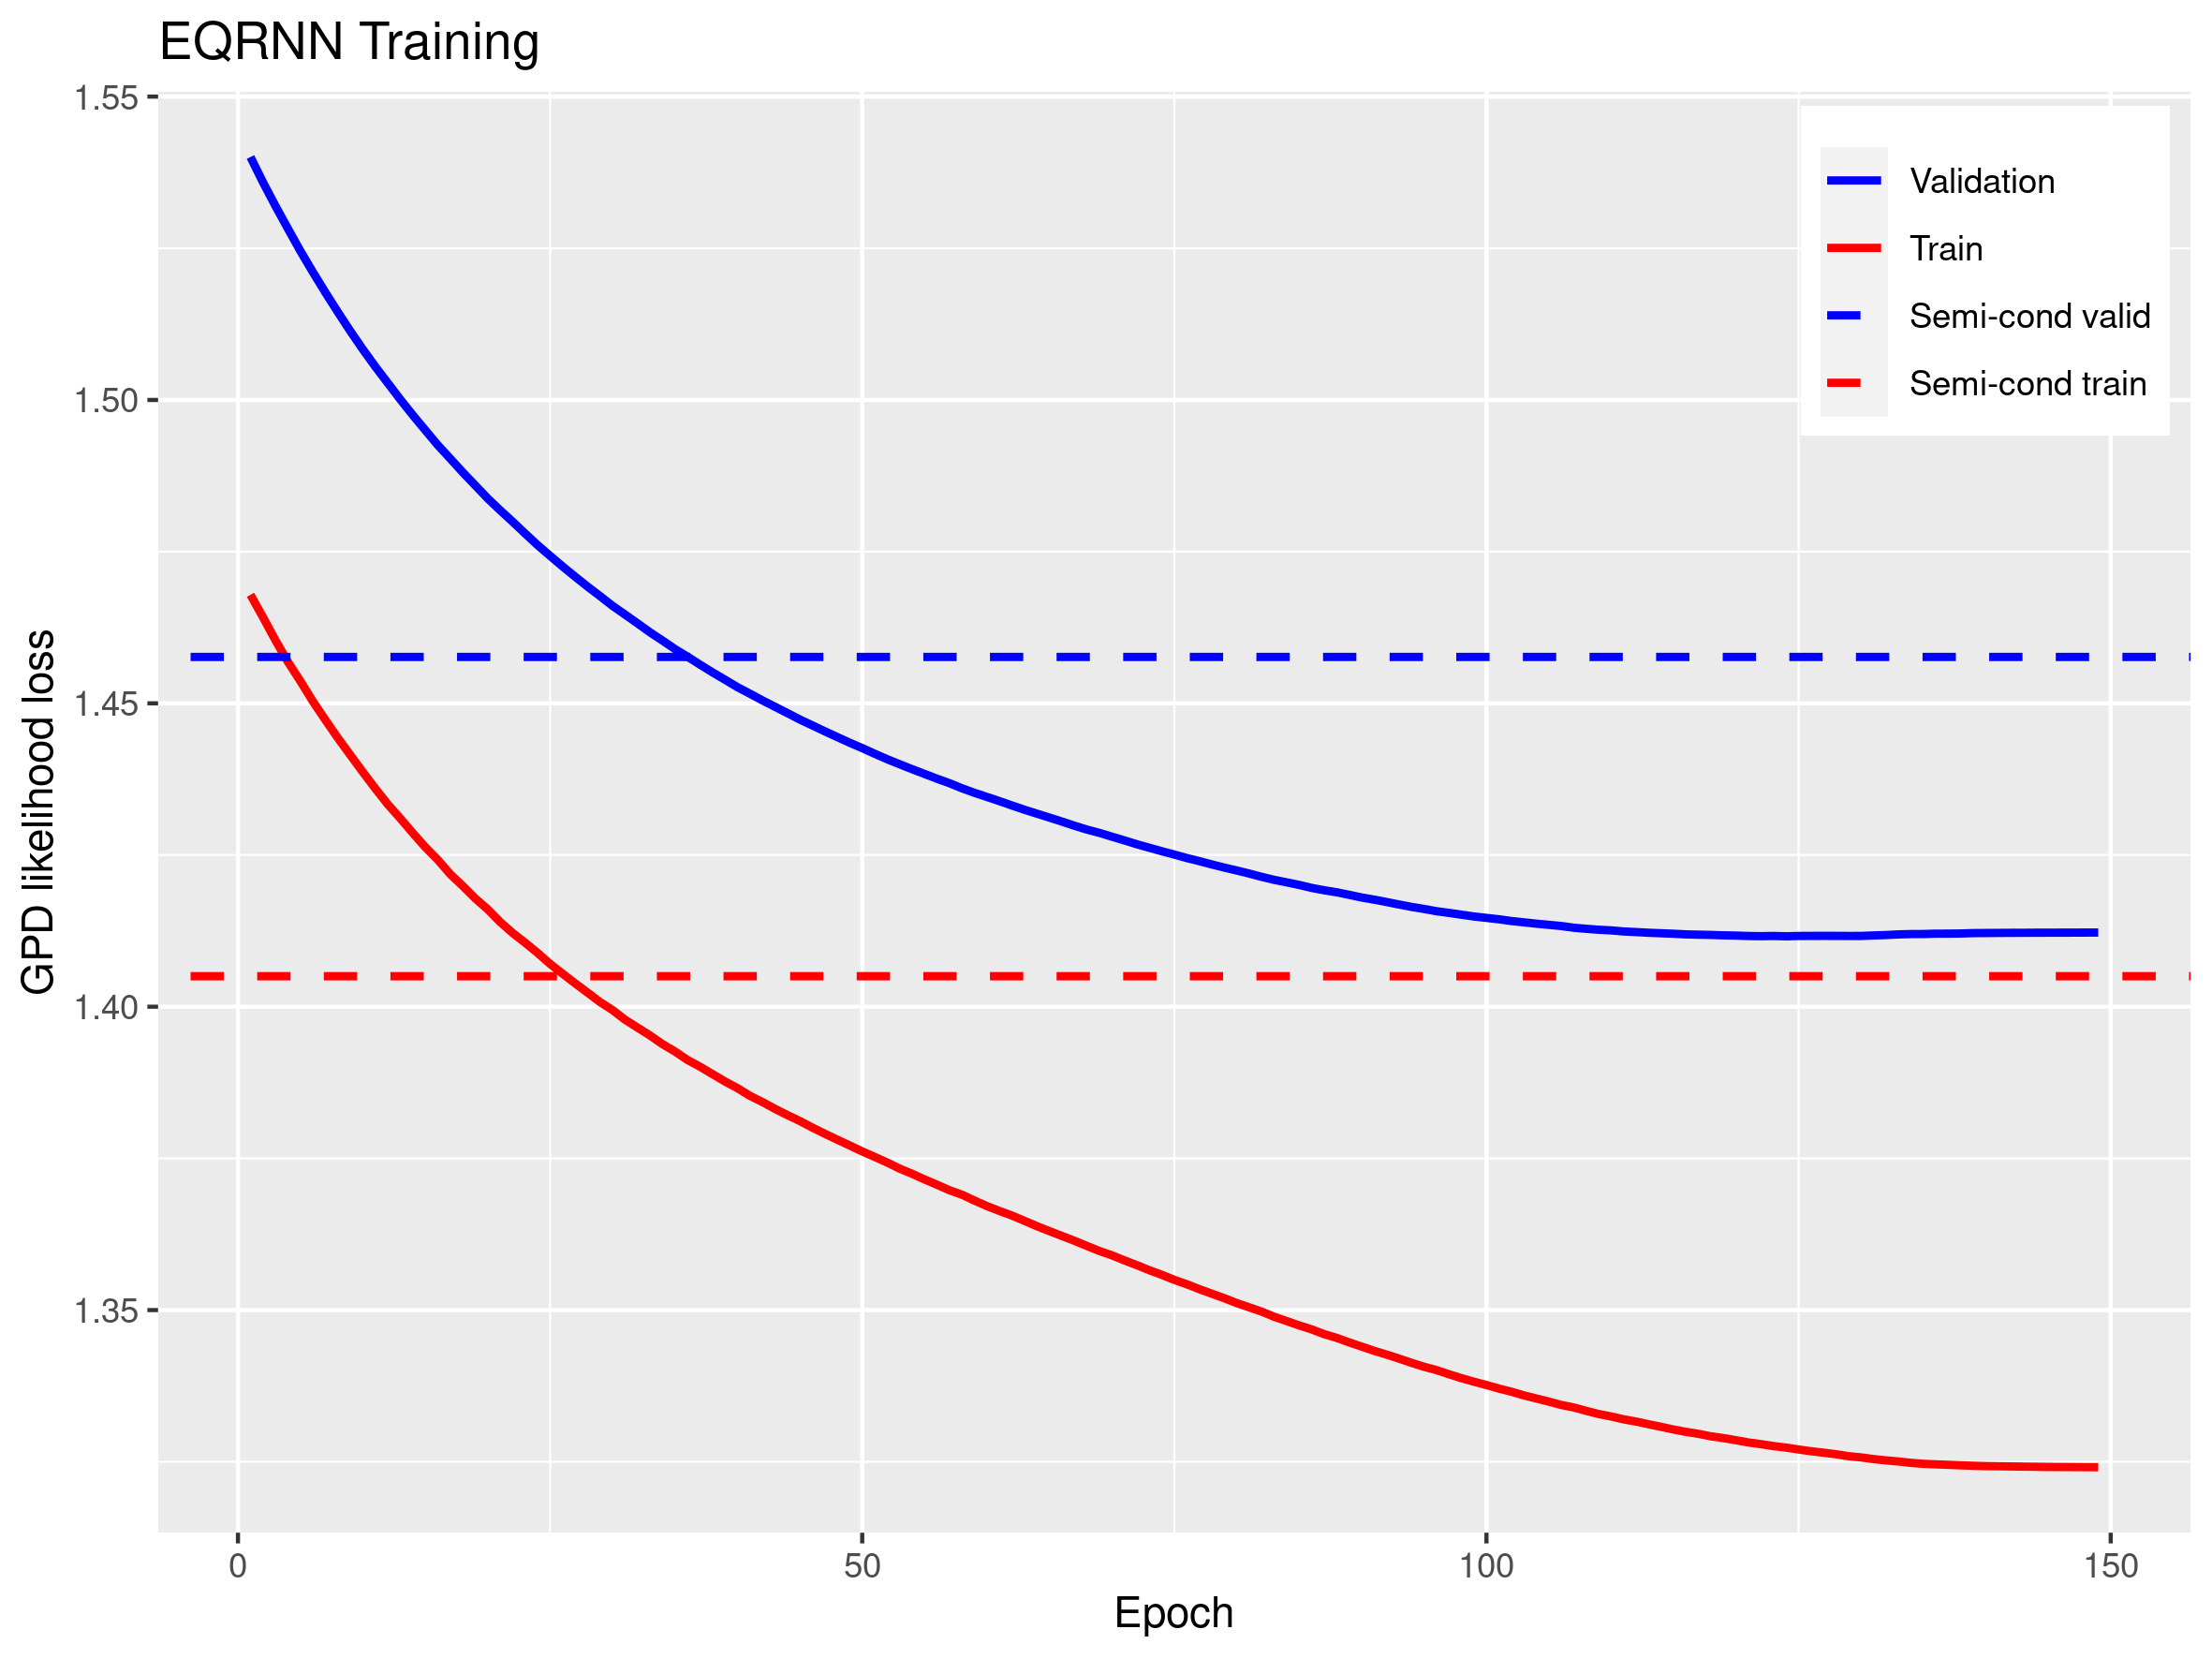 EQRNN Training
1.55
1.50
1.45
1.40
1.35
GPD likelihood loss
Validation
Train
Semi-cond valid
Semi-cond train
0 50 100 150
Epoch